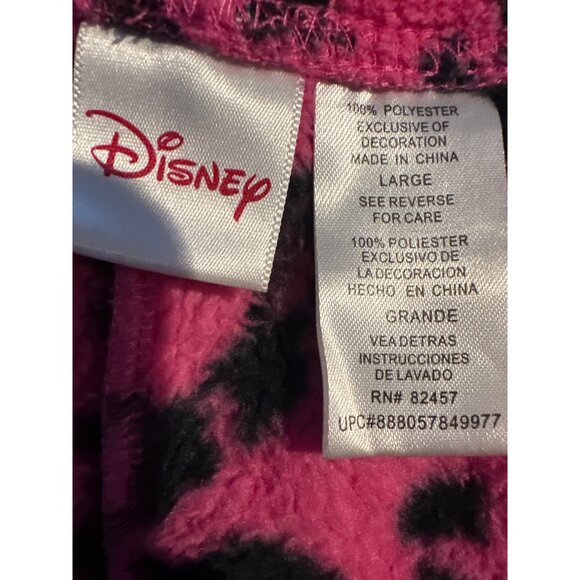 Disney
100% POLYESTER
EXCLUSIVE OF
DECORATION
MADE IN CHINA
LARGE
SEE REVERSE
FOR CARE
100% POLIESTER
EXCLUSIVO DE
LA DECORACION
HECHO EN CHINA
GRANDE
VEA DETRAS
INSTRUCCIONES
DE LAVADO
RN# 82457
UPC#888057849977